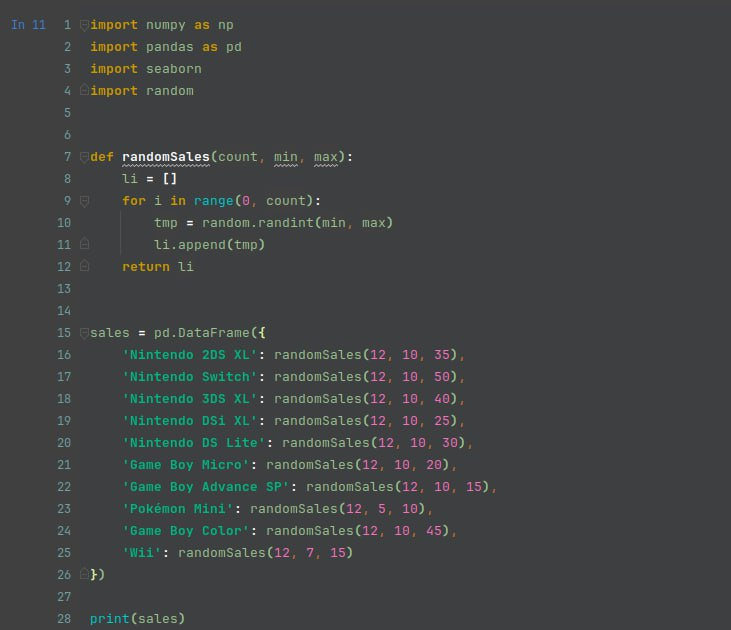 In 11 1 import numpy as np
2 import pandas as pd
3 import seaborn
4 import random
5
6
7 def randomSales(count, min, max):
8     li = []
9     for i in range(0, count):
10         tmp = random.randint(min, max)
11         li.append(tmp)
12     return li
13
14
15 sales = pd.DataFrame({
16     'Nintendo 2DS XL': randomSales(12, 10, 35),
17     'Nintendo Switch': randomSales(12, 10, 50),
18     'Nintendo 3DS XL': randomSales(12, 10, 40),
19     'Nintendo DSi XL': randomSales(12, 10, 25),
20     'Nintendo DS Lite': randomSales(12, 10, 30),
21     'Game Boy Micro': randomSales(12, 10, 20),
22     'Game Boy Advance SP': randomSales(12, 10, 15),
23     'Pokémon Mini': randomSales(12, 5, 10),
24     'Game Boy Color': randomSales(12, 10, 45),
25     'Wii': randomSales(12, 7, 15)
26 })
27
28 print(sales)